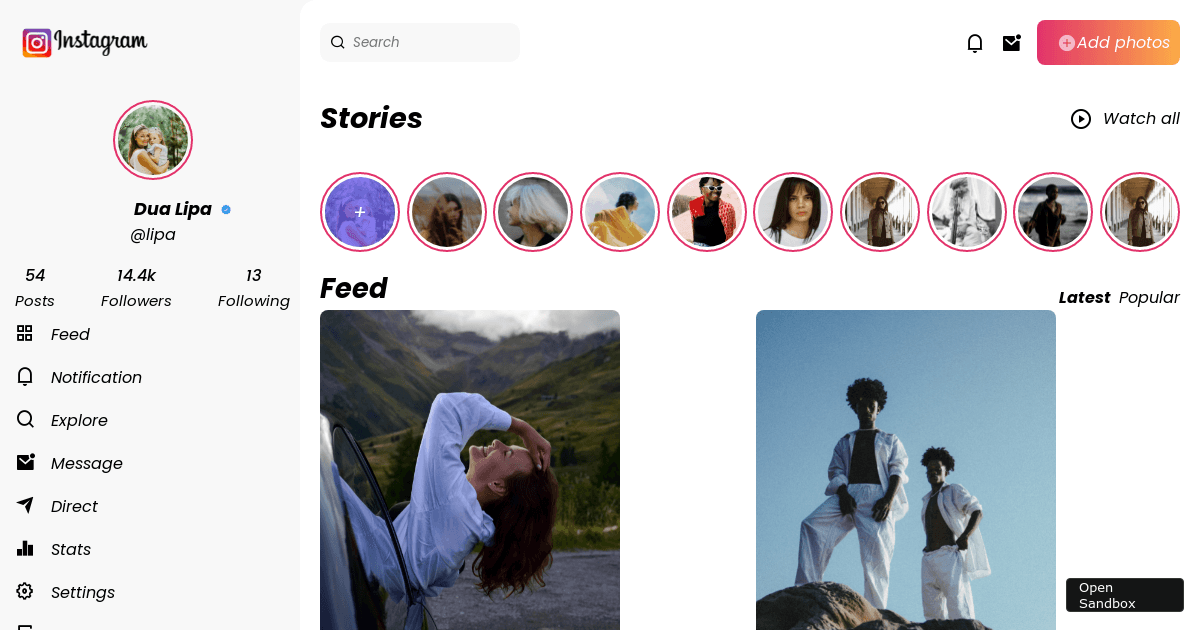 Instagram
Search
Add photos
Stories
Watch all
Dua Lipa
@lipa
54
14.4k
13
Posts
Followers
Following
+
Feed
Latest Popular
Feed
Notification
Explore
Message
Direct
Stats
Settings
Open
Sandbox